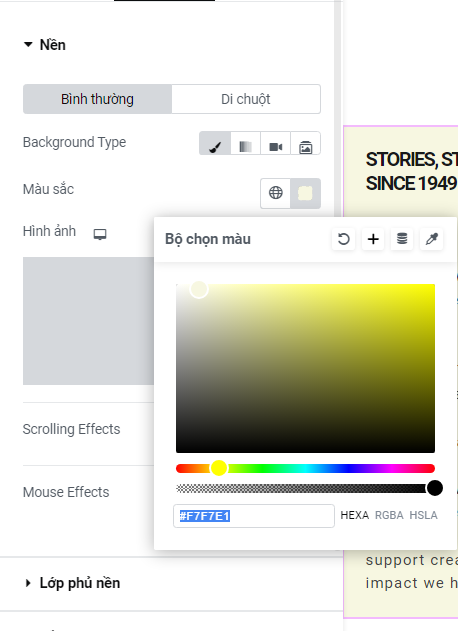 Nền
Bình thường
Di chuột
Background Type
Màu sắc
STORIES, ST
SINCE 1949
Hình ảnh
Bộ chọn màu
Scrolling Effects
Mouse Effects
#F7F7E1
HEXA RGBA HSLA
Lớp phủ nền
support crea
impact we h